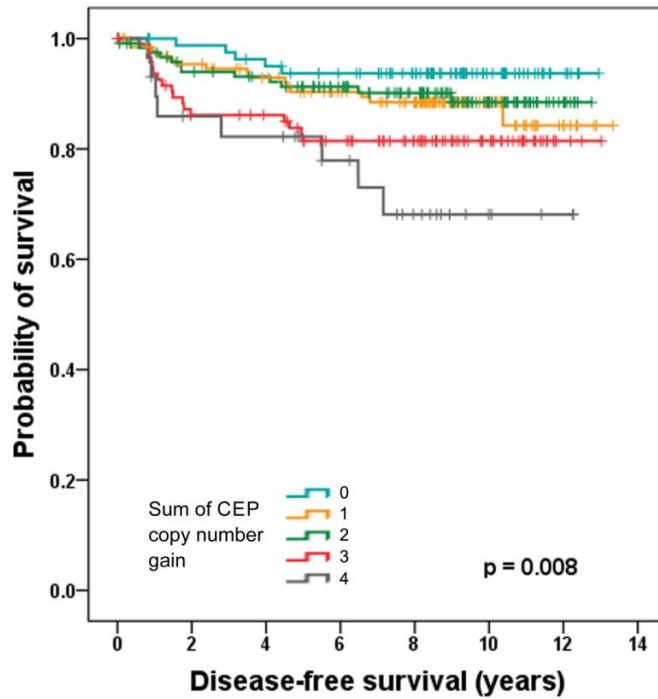 1.0
0.8
0.6
0.4
0.2
0.0
Probability of survival
Sum of CEP
copy number
gain
0
1
2
3
4
p = 0.008
0 2 4 6 8 10 12 14
Disease-free survival (years)